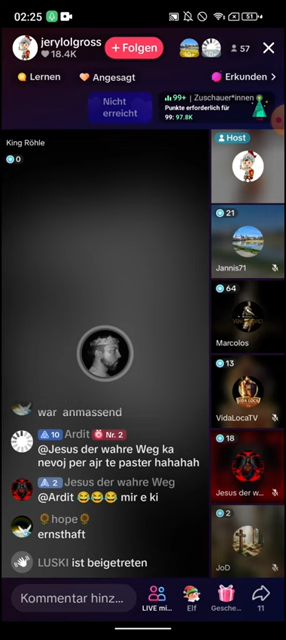 02:25
51
jerylolgross
18.4K
+ Folgen
57
Lernen
Angesagt
Erkunden >
Nicht
erreicht
99+ | Zuschauer*innen
Punkte erforderlich für
99: 97.8K
King Röhle
0
Host
21
Jannis71
64
Marcolos
13
VIDA LOCA
VidaLocaTV
18
Jesus der w...
2
JoD
war anmassend
10 Ardit Nr. 2
@Jesus der wahre Weg ka
nevoj per ajr te paster hahahah
2 Jesus der wahre Weg
@Ardit 😂😂😂 mir e ki
🌻hope🌻
ernsthaft
LUSKI ist beigetreten
Kommentar hinz...
LIVE mi...
Elf
Gesche...
11